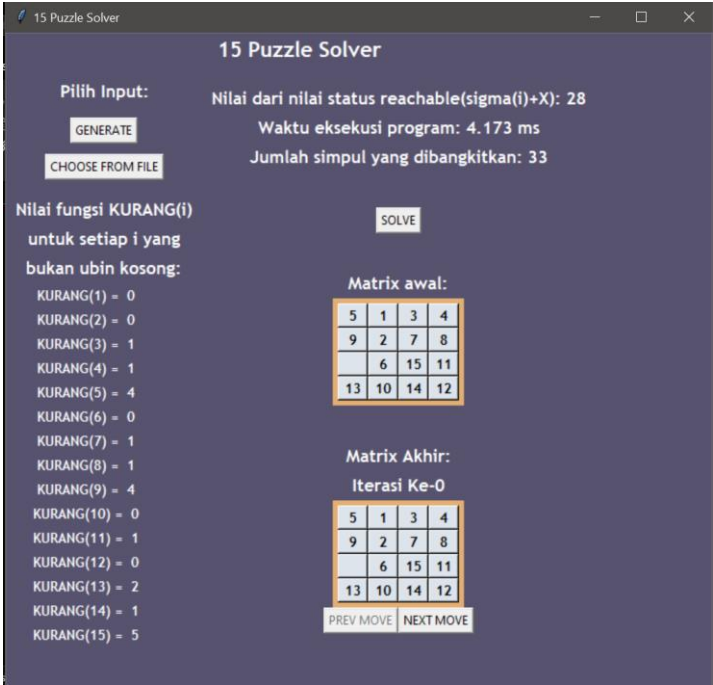 15 Puzzle Solver
15 Puzzle Solver
Pilih Input:
GENERATE
CHOOSE FROM FILE
Nilai fungsi KURANG(i)
untuk setiap i yang
bukan ubin kosong:
KURANG(1) = 0
KURANG(2) = 0
KURANG(3) = 1
KURANG(4) = 1
KURANG(5) = 4
KURANG(6) = 0
KURANG(7) = 1
KURANG(8) = 1
KURANG(9) = 4
KURANG(10) = 0
KURANG(11) = 1
KURANG(12) = 0
KURANG(13) = 2
KURANG(14) = 1
KURANG(15) = 5
Nilai dari nilai status reachable(sigma(i)+X): 28
Waktu eksekusi program: 4.173 ms
Jumlah simpul yang dibangkitkan: 33
SOLVE
Matrix awal:
5 1 3 4
9 2 7 8
6 15 11
13 10 14 12
Matrix Akhir:
Iterasi Ke-0
5 1 3 4
9 2 7 8
6 15 11
13 10 14 12
PREV MOVE NEXT MOVE